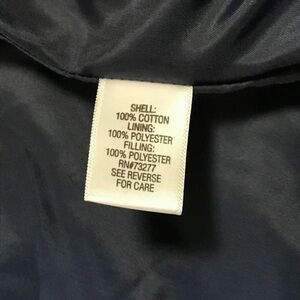 SHELL:
100% COTTON
LINING:
100% POLYESTER
FILLING:
100% POLYESTER
RN#73277
SEE REVERSE
FOR CARE